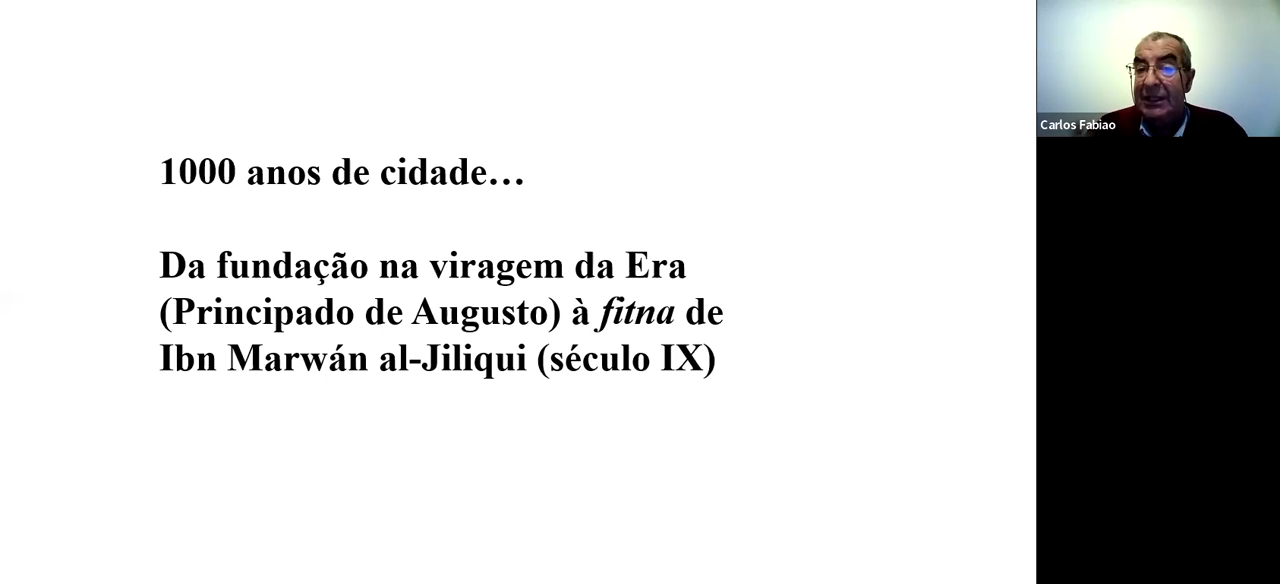 1000 anos de cidade…
Da fundação na viragem da Era
(Principado de Augusto) à fitna de
Ibn Marwán al-Jiliqui (século IX)
Carlos Fabiao